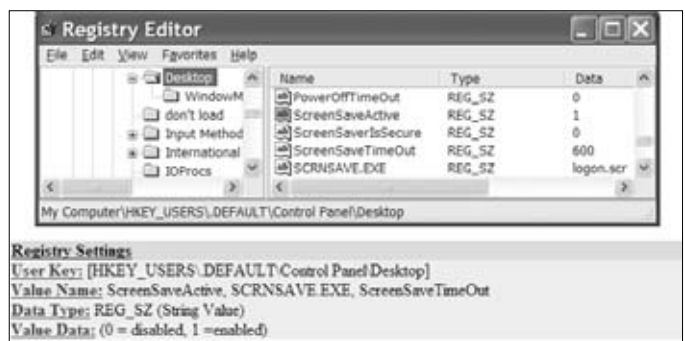 Registry Editor
File Edit View Favorites Help
Desktop
WindowM
don't load
Input Method
International
IOProcs
Name Type Data
PowerOffTimeOut REG_SZ 0
ScreenSaveActive REG_SZ 1
ScreenSaverIsSecure REG_SZ 0
ScreenSaveTimeOut REG_SZ 600
SCRNSAVE.EXE REG_SZ logon.scr
My Computer\HKEY_USERS\.DEFAULT\Control Panel\Desktop
Registry Settings
User Key: [HKEY_USERS\.DEFAULT\Control Panel\Desktop]
Value Name: ScreenSaveActive, SCRNSAVE.EXE, ScreenSaveTimeOut
Data Type: REG_SZ (String Value)
Value Data: (0 = disabled, 1 =enabled)